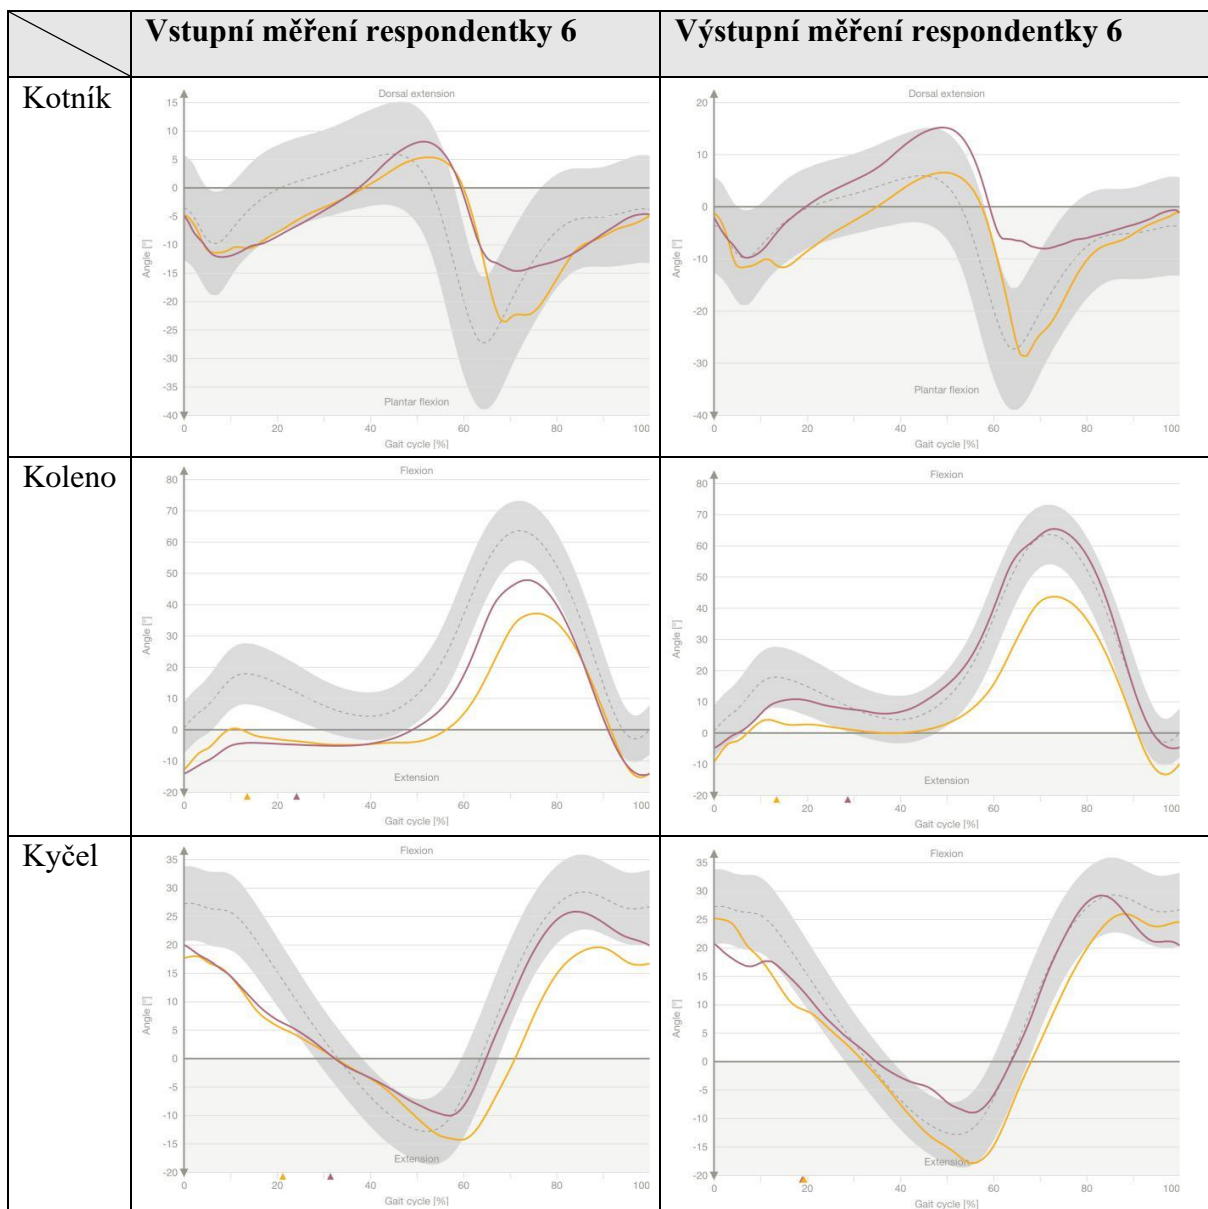 Vstupní měření respondentky 6
Výstupní měření respondentky 6
Kotník
Dorsal extension
15
10
5
0
-5
-10
-15
-20
-25
-30
-35
-40
Angle [°]
Plantar flexion
0 20 40 60 80 100
Gait cycle [%]
Dorsal extension
20
10
0
-10
-20
-30
-40
Angle [°]
Plantar flexion
0 20 40 60 80 100
Gait cycle [%]
Koleno
Flexion
80
70
60
50
40
30
20
10
0
-10
-20
Angle [°]
Extension
0 20 40 60 80 100
Gait cycle [%]
Flexion
80
70
60
50
40
30
20
10
0
-10
-20
Angle [°]
Extension
0 20 40 60 80 100
Gait cycle [%]
Kyčel
Flexion
35
30
25
20
15
10
5
0
-5
-10
-15
-20
Angle [°]
Extension
0 20 40 60 80 100
Gait cycle [%]
Flexion
35
30
25
20
15
10
5
0
-5
-10
-15
-20
Angle [°]
Extension
0 20 40 60 80 100
Gait cycle [%]